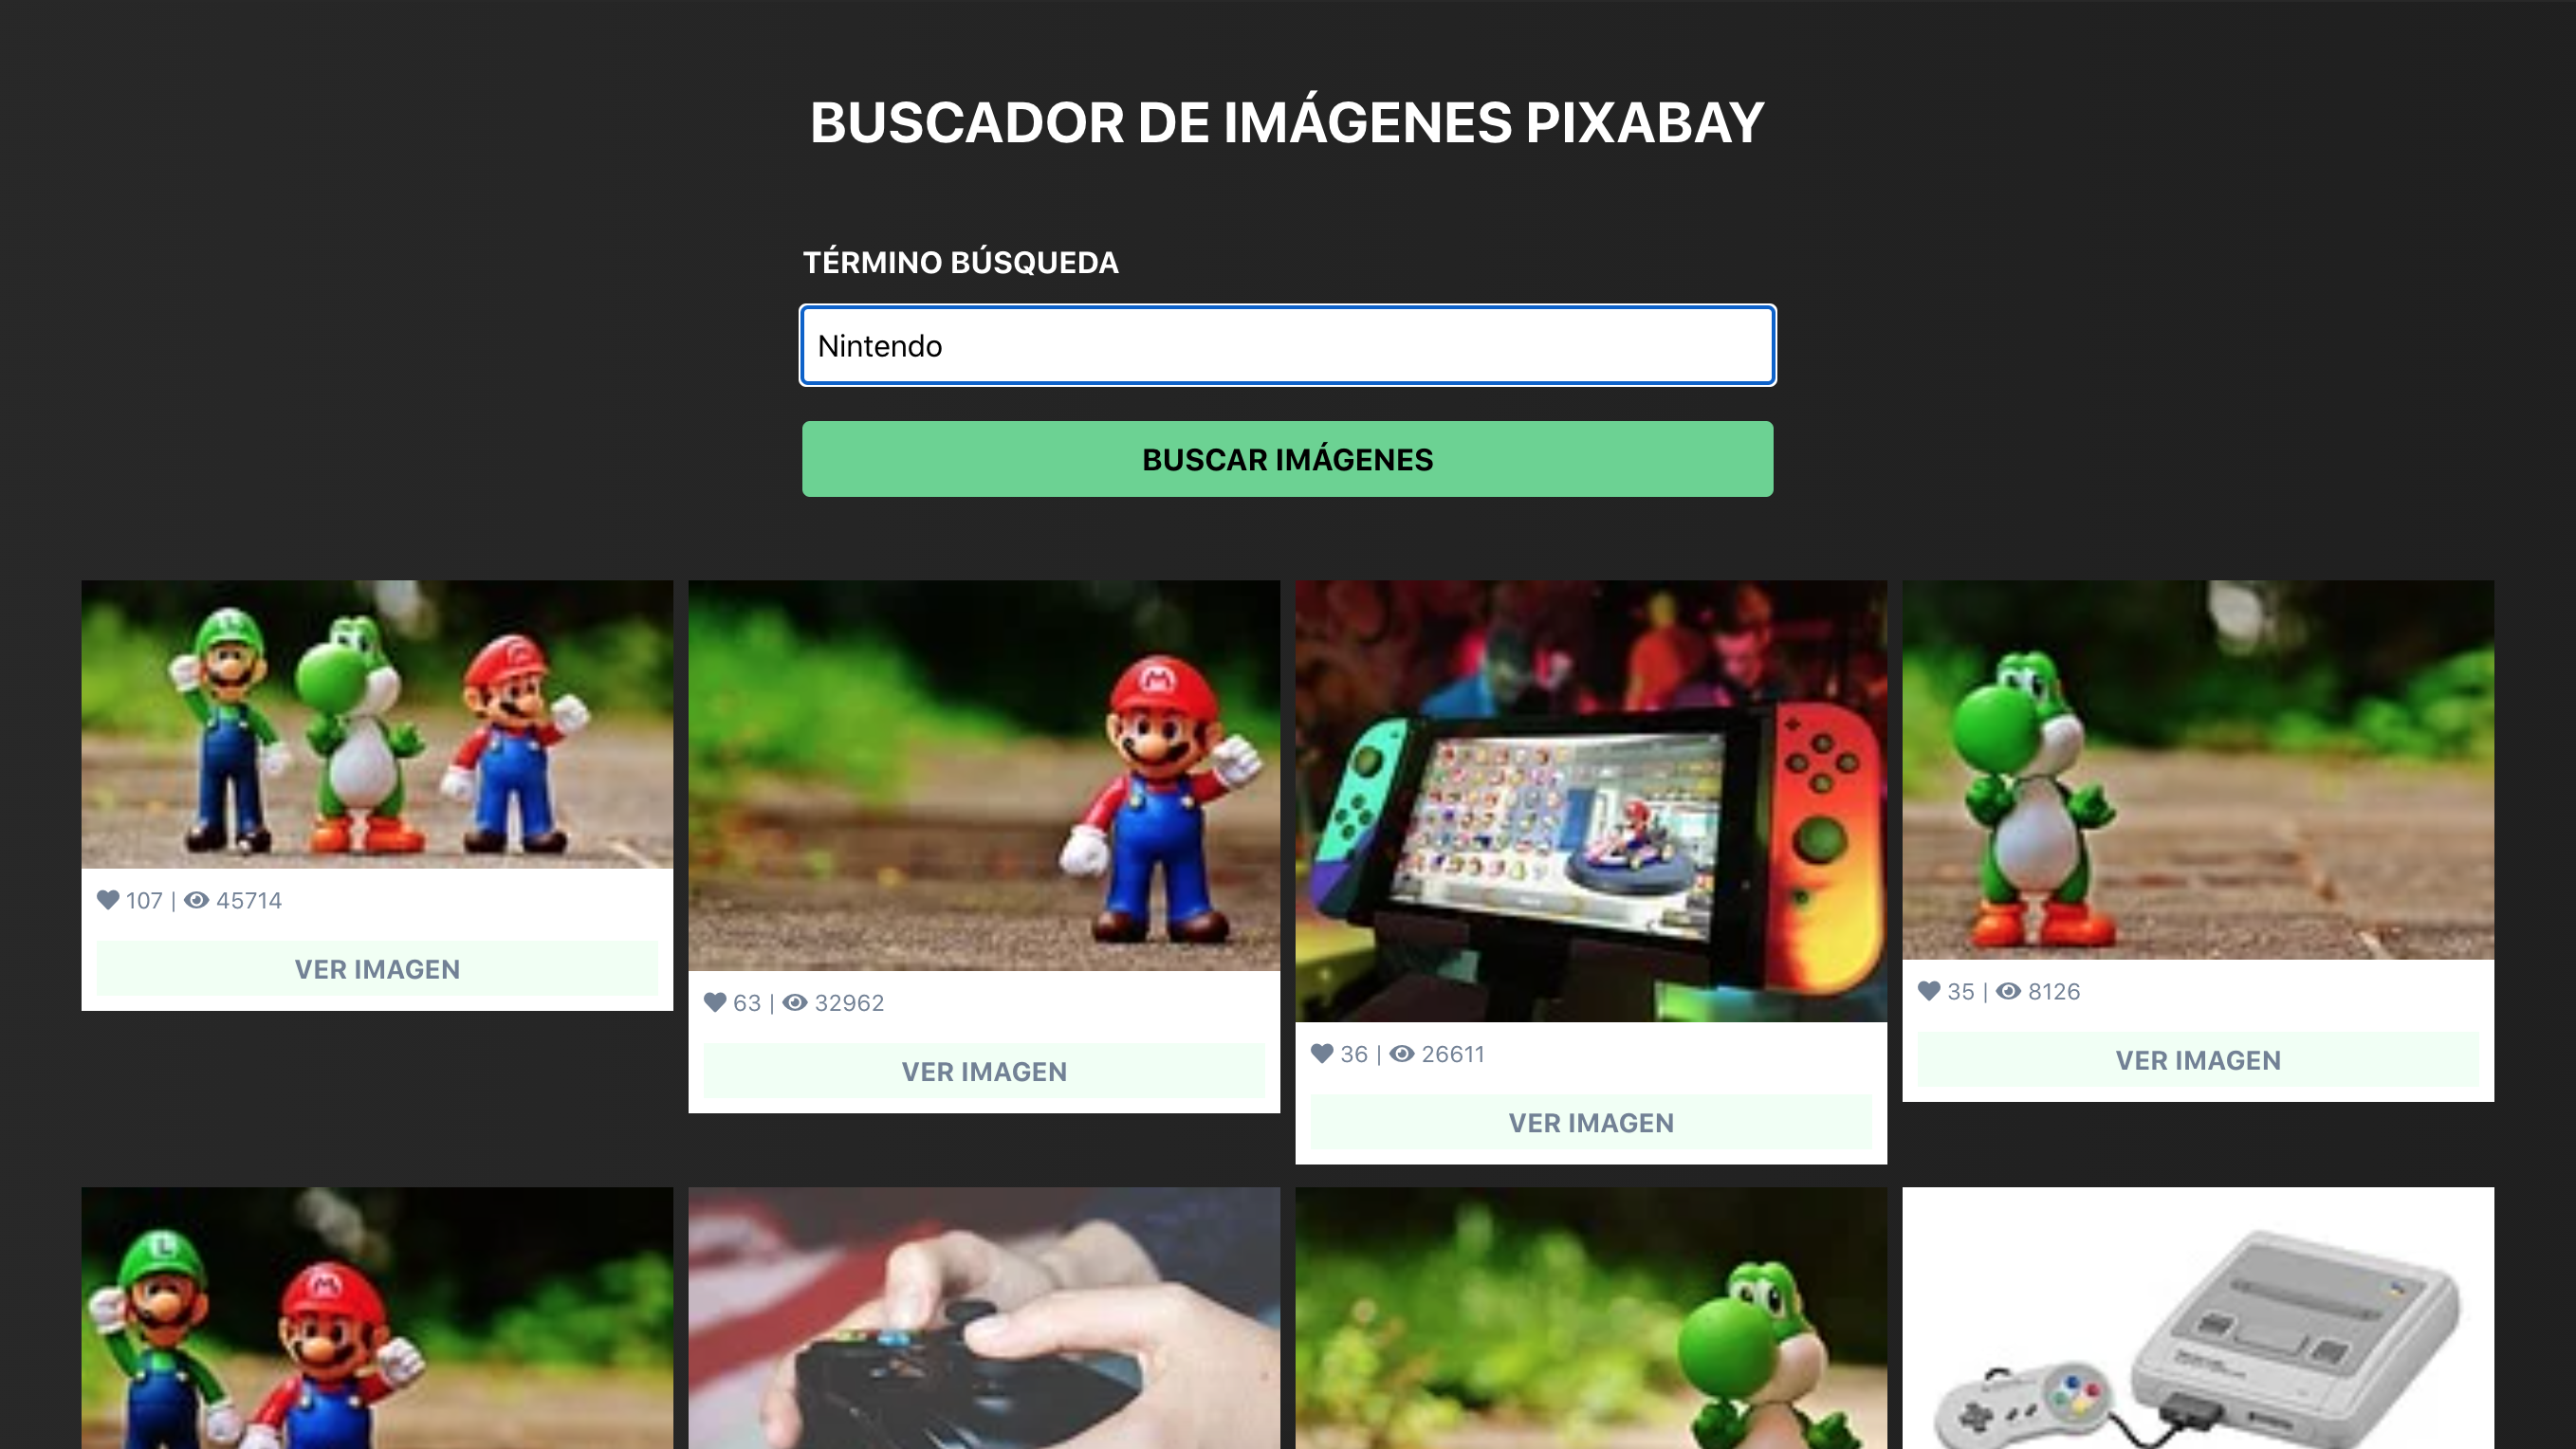 BUSCADOR DE IMÁGENES PIXABAY
TÉRMINO BÚSQUEDA
Nintendo
BUSCAR IMÁGENES
107 | 45714
VER IMAGEN
63 | 32962
VER IMAGEN
36 | 26611
VER IMAGEN
35 | 8126
VER IMAGEN